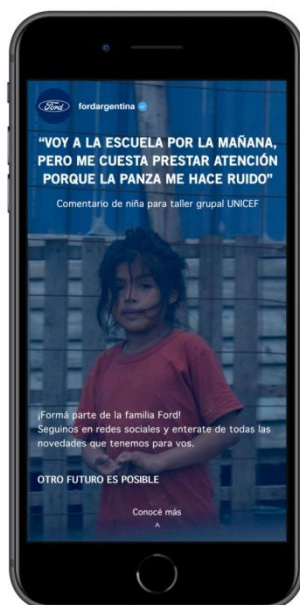 Ford
fordargentina
“VOY A LA ESCUELA POR LA MAÑANA,
PERO ME CUESTA PRESTAR ATENCIÓN
PORQUE LA PANZA ME HACE RUIDO”
Comentario de niña para taller grupal UNICEF
¡Formá parte de la familia Ford!
Seguinos en redes sociales y enterate de todas las
novedades que tenemos para vos.
OTRO FUTURO ES POSIBLE
Conocé más